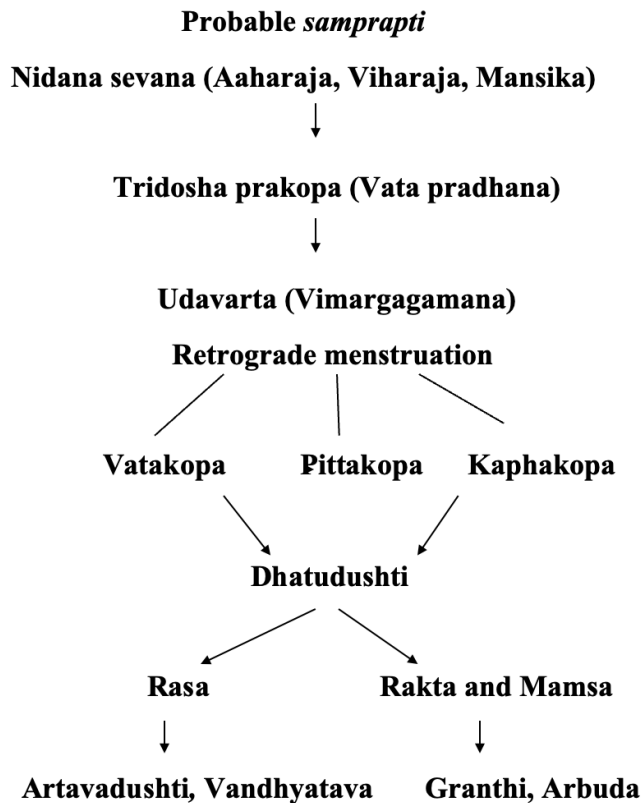 Probable samprapti
Nidana sevana (Aaharaja, Viharaja, Mansika)
Tridosha prakopa (Vata pradhana)
Udavarta (Vimargagamana)
Retrograde menstruation
Vatakopa Pittakopa Kaphakopa
Dhatudushti
Rasa Rakta and Mamsa
Artavadushti, Vandhyatava Granthi, Arbuda